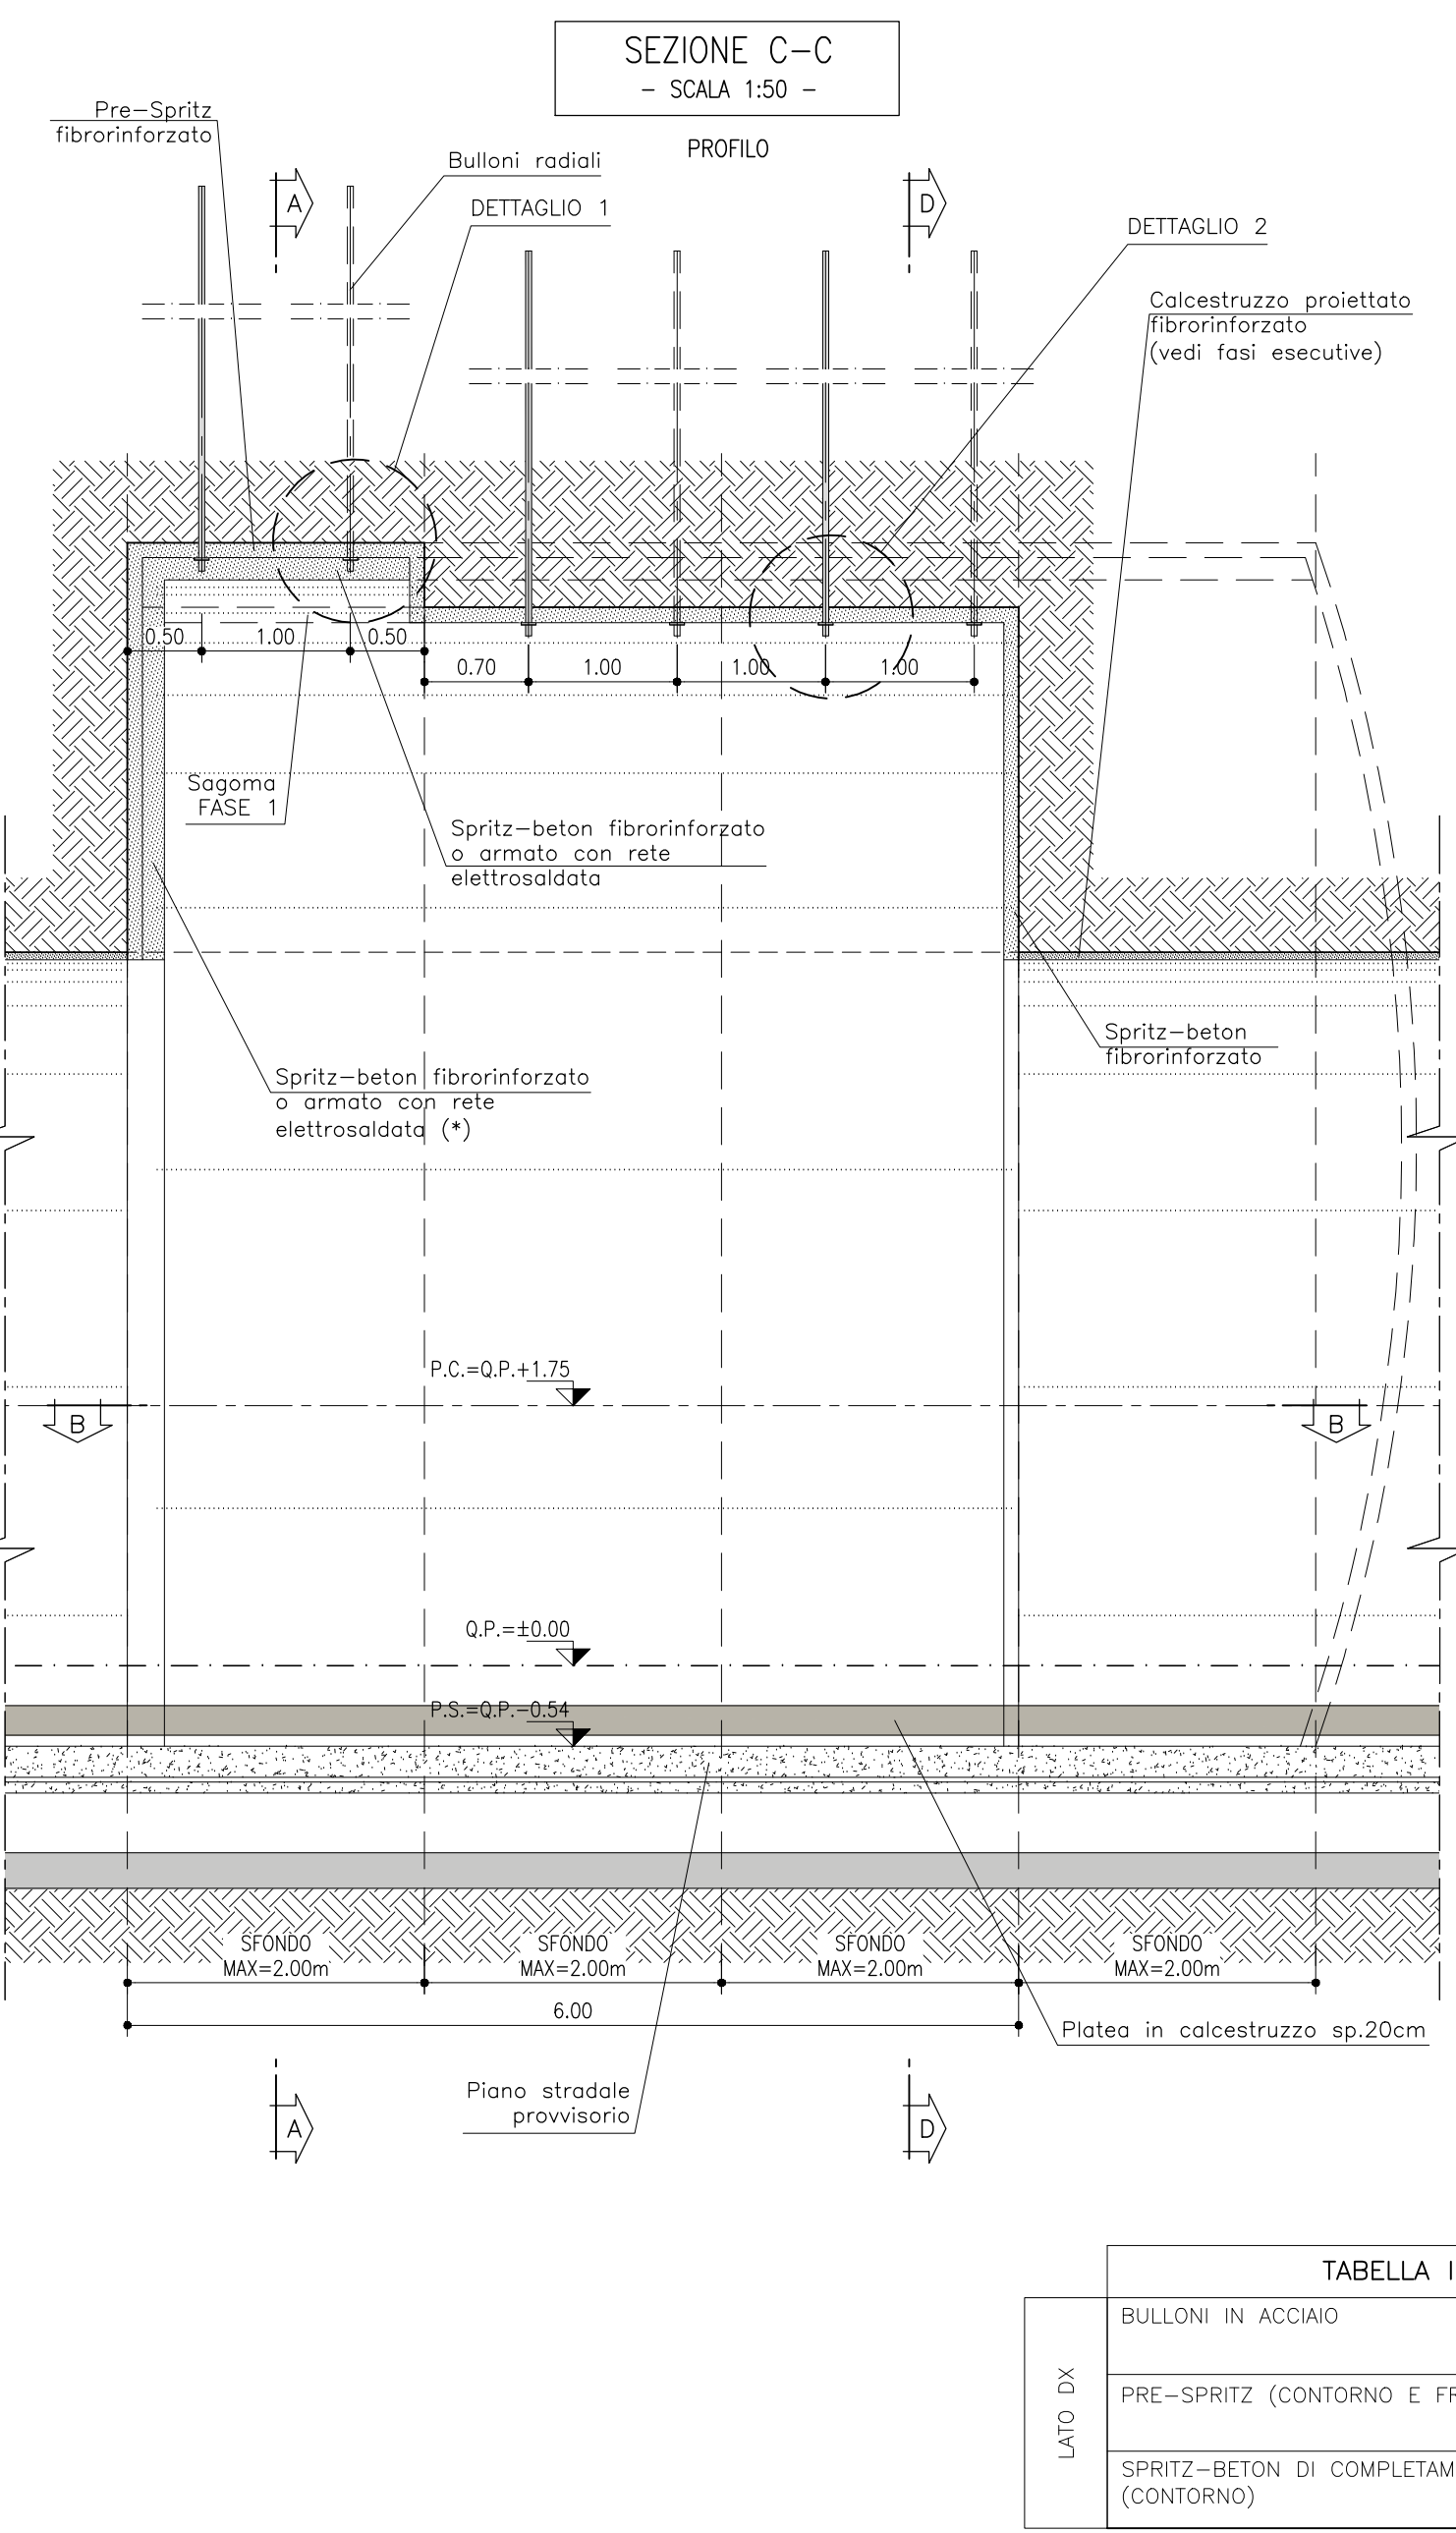 SEZIONE C-C
- SCALA 1:50 -
PROFILO
Pre-Spritz
fibrorinforzato
Bulloni radiali
A
D
DETTAGLIO 1
DETTAGLIO 2
Calcestruzzo proiettato
fibrorinforzato
(vedi fasi esecutive)
0.50
1.00
0.50
0.70
1.00
1.00
1.00
Sagoma
FASE 1
Spritz-beton fibrorinforzato
o armato con rete
elettrosaldata
Spritz-beton
fibrorinforzato
Spritz-beton fibrorinforzato
o armato con rete
elettrosaldata (*)
P.C.=Q.P.+1.75
B
B
Q.P.=±0.00
P.S.=Q.P.-0.54
SFONDO
MAX=2.00m
SFONDO
MAX=2.00m
SFONDO
MAX=2.00m
SFONDO
MAX=2.00m
6.00
Platea in calcestruzzo sp.20cm
Piano stradale
provvisorio
A
D
TABELLA I
BULLONI IN ACCIAIO
LATO DX
PRE-SPRITZ (CONTORNO E FR
SPRITZ-BETON DI COMPLETAM
(CONTORNO)